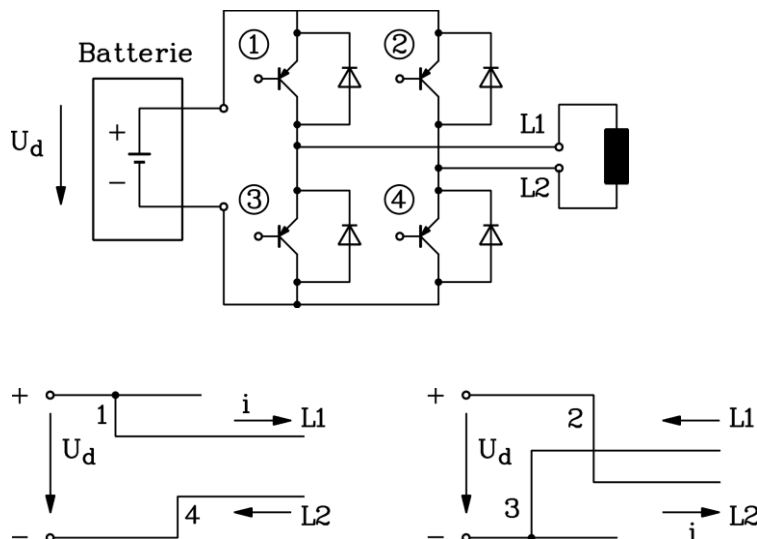 ① ②
Batterie
U_d
+
−
L1
L2
③ ④
+ 1 i L1
U_d
− 4 L2
+ 2 L1
U_d
− 3 L2
i